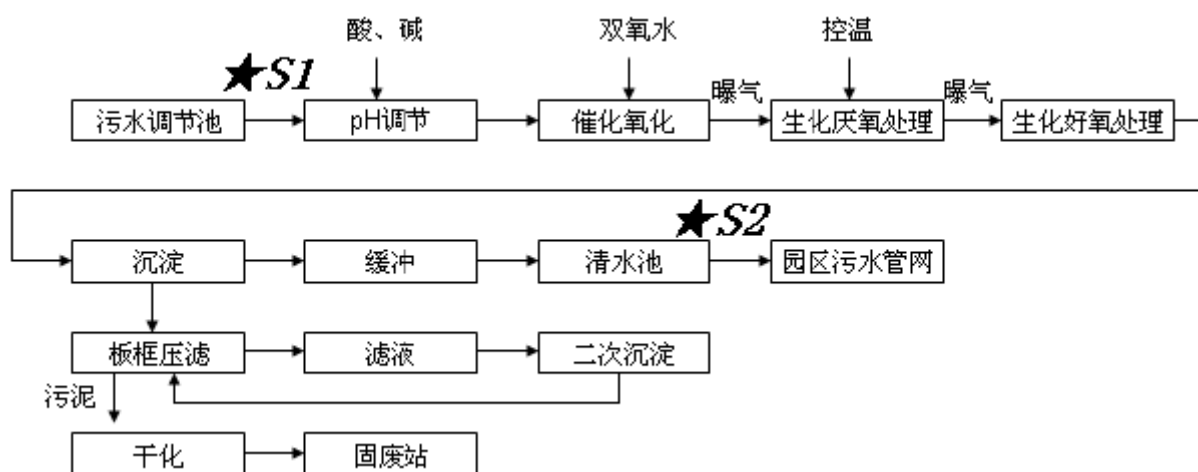 酸、碱 双氧水 控温
★S1
污水调节池 pH调节 催化氧化 曝气 生化厌氧处理 曝气 生化好氧处理
★S2
沉淀 缓冲 清水池 园区污水管网
板框压滤 滤液 二次沉淀
污泥
干化 固废站